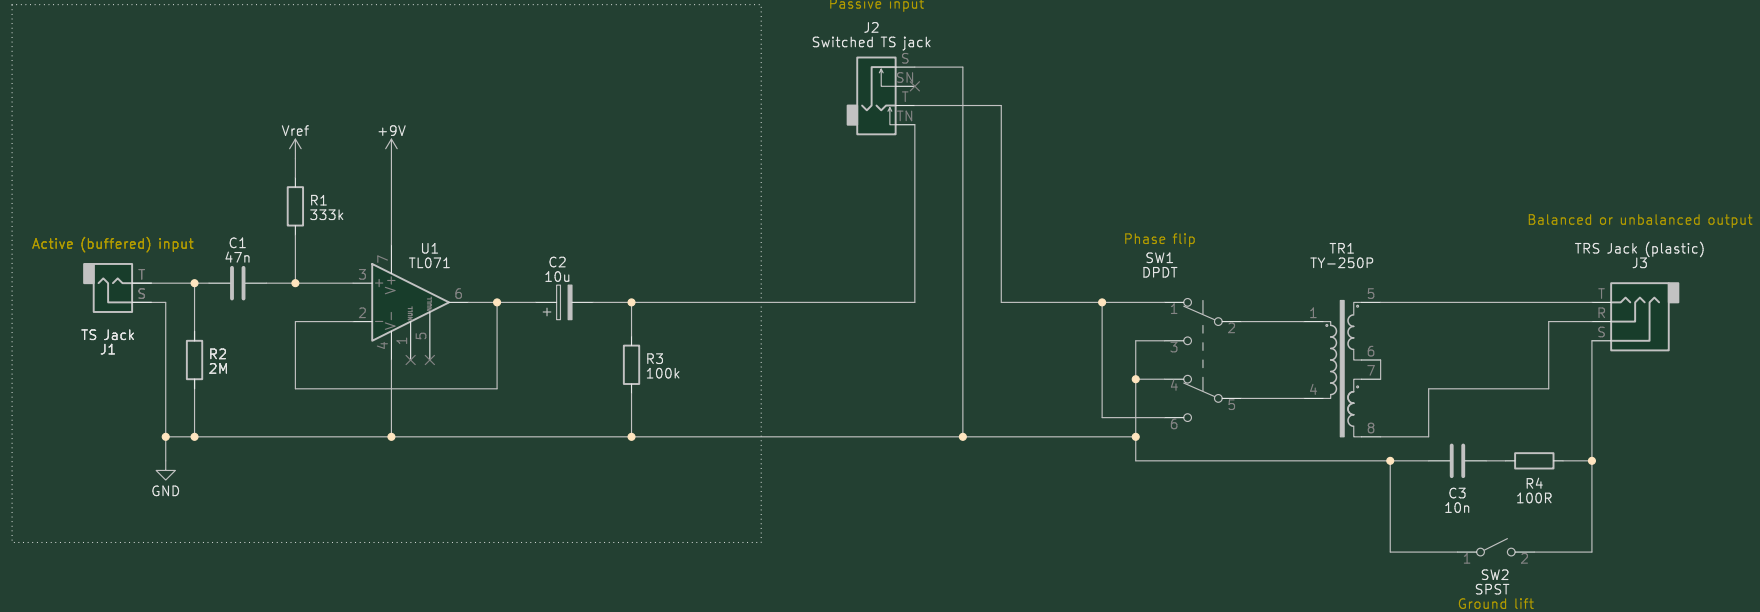 Passive input
J2
Switched TS jack
S
SN
T
TN
Vref
+9V
R1
333k
Active (buffered) input
C1
47n
T
S
TS Jack
J1
R2
2M
3
2
7
4
1
5
6
+
-
V+
V-
U1
TL071
C2
10u
+
R3
100k
GND
Phase flip
SW1
DPDT
1
2
3
4
5
6
TR1
TY-250P
1
4
5
6
7
8
Balanced or unbalanced output
TRS Jack (plastic)
J3
T
R
S
C3
10n
R4
100R
1
2
SW2
SPST
Ground lift